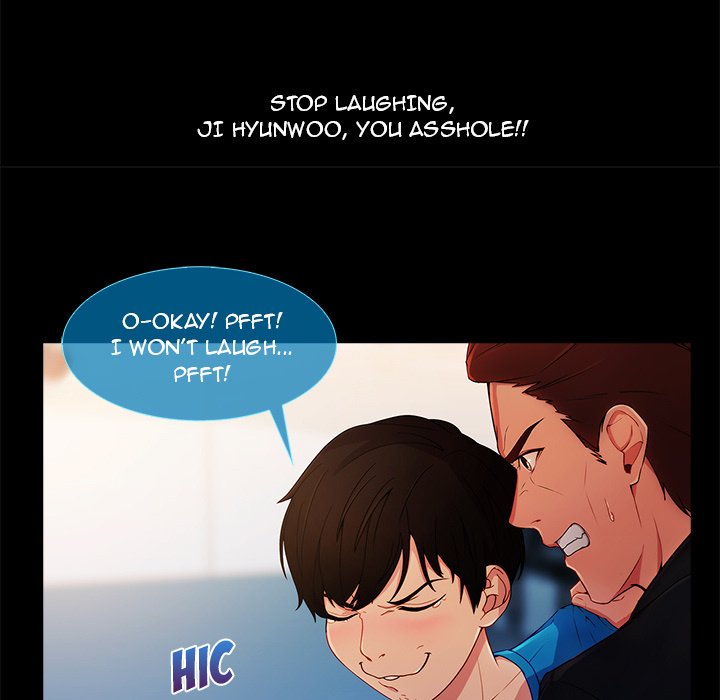 STOP LAUGHING,
JI HYUNWOO, YOU ASSHOLE!!
O-OKAY! PFFT!
I WON'T LAUGH...
PFFT!
HIC